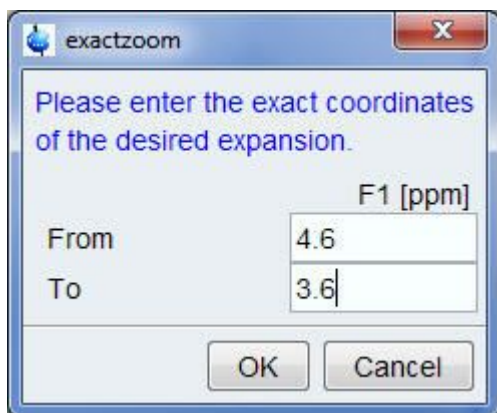 exactzoom
Please enter the exact coordinates
of the desired expansion.
F1 [ppm]
From 4.6
To 3.6
OK Cancel